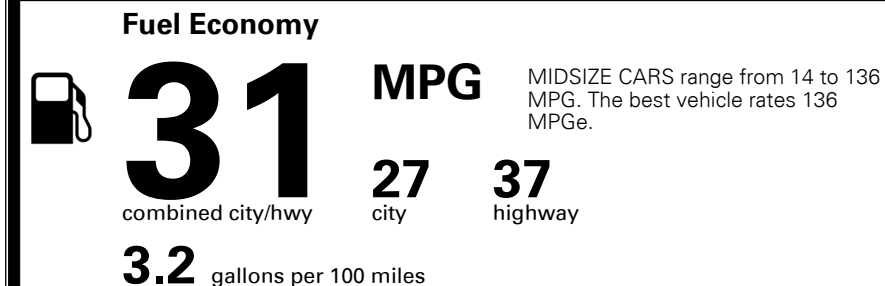 Fuel Economy
31
MPG
MIDSIZE CARS range from 14 to 136
MPG. The best vehicle rates 136
MPGe.
combined city/hwy
27
city
37
highway
3.2 gallons per 100 miles